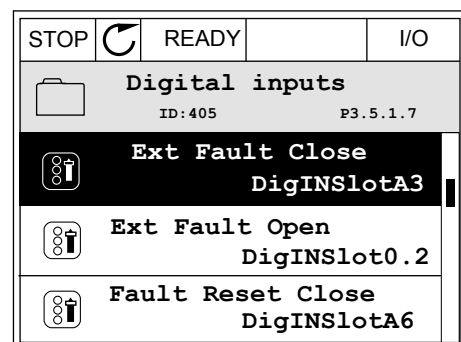 STOP READY I/O
Digital inputs
ID:405 P3.5.1.7
Ext Fault Close
DigINSlotA3
Ext Fault Open
DigINSlot0.2
Fault Reset Close
DigINSlotA6